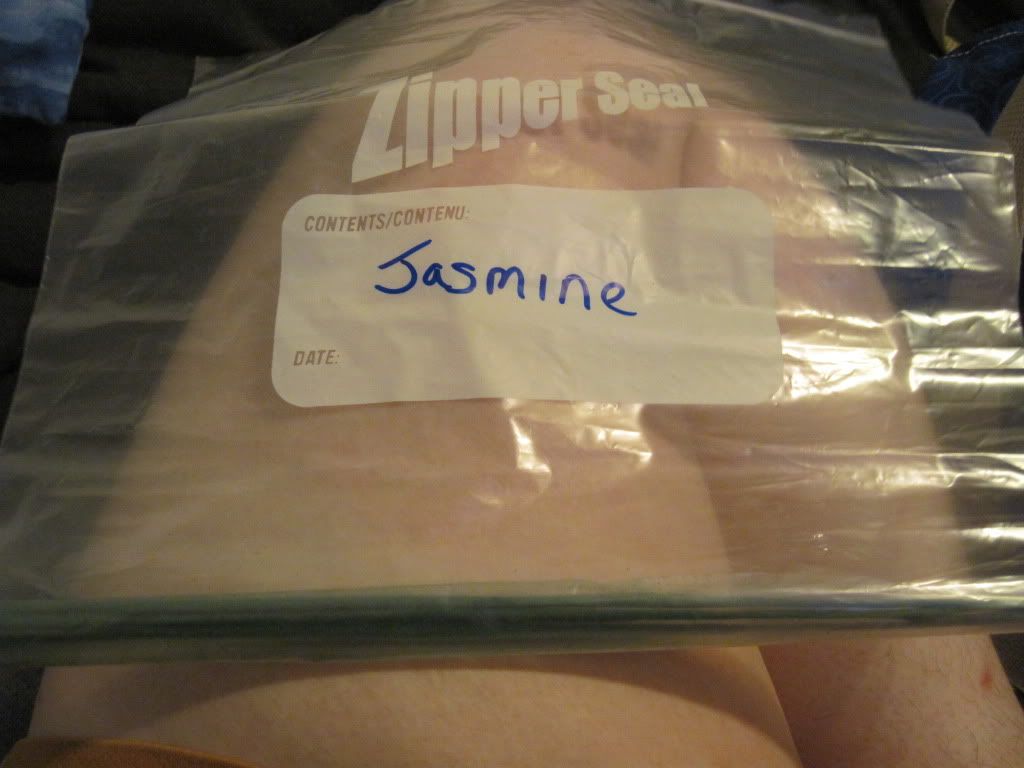 Zipper Seal
CONTENTS/CONTENU:
Jasmine
DATE: